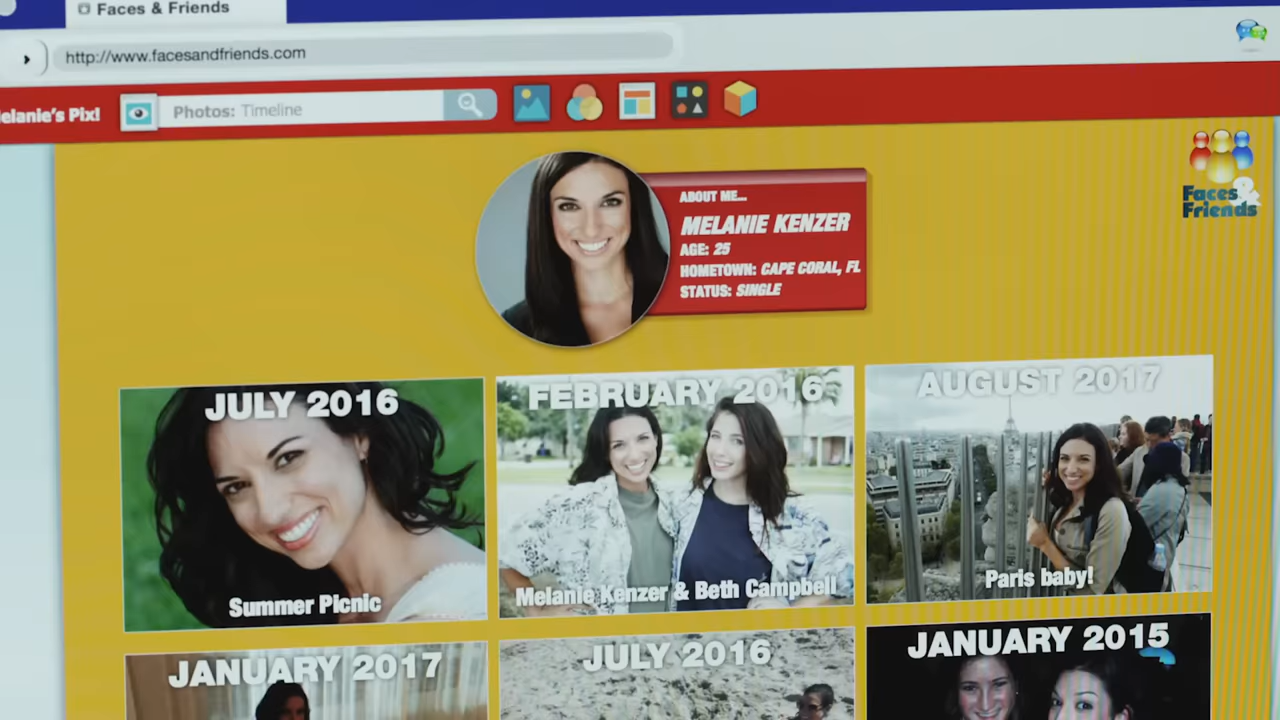 Faces & Friends
http://www.facesandfriends.com
elanie's Pix!
Photos: Timeline
Faces &
Friends
ABOUT ME...
MELANIE KENZER
AGE: 25
HOMETOWN: CAPE CORAL, FL
STATUS: SINGLE
JULY 2016
Summer Picnic
FEBRUARY 2016
Melanie Kenzer & Beth Campbell
AUGUST 2017
Paris baby!
JANUARY 2017
JULY 2016
JANUARY 2015